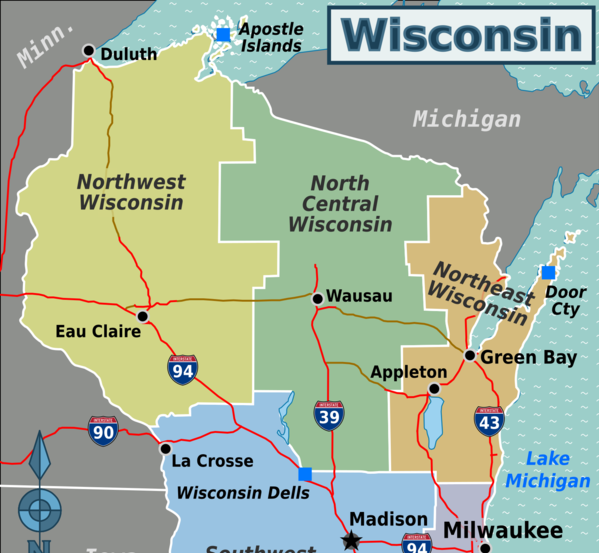 Wisconsin
Minn.
Duluth
Apostle
Islands
Michigan
Northwest
Wisconsin
North
Central
Wisconsin
Northeast
Wisconsin
Door
Cty
Wausau
Eau Claire
Green Bay
Appleton
94
90
39
43
La Crosse
Lake
Michigan
Wisconsin Dells
Madison
Milwaukee
94
N
Southwest